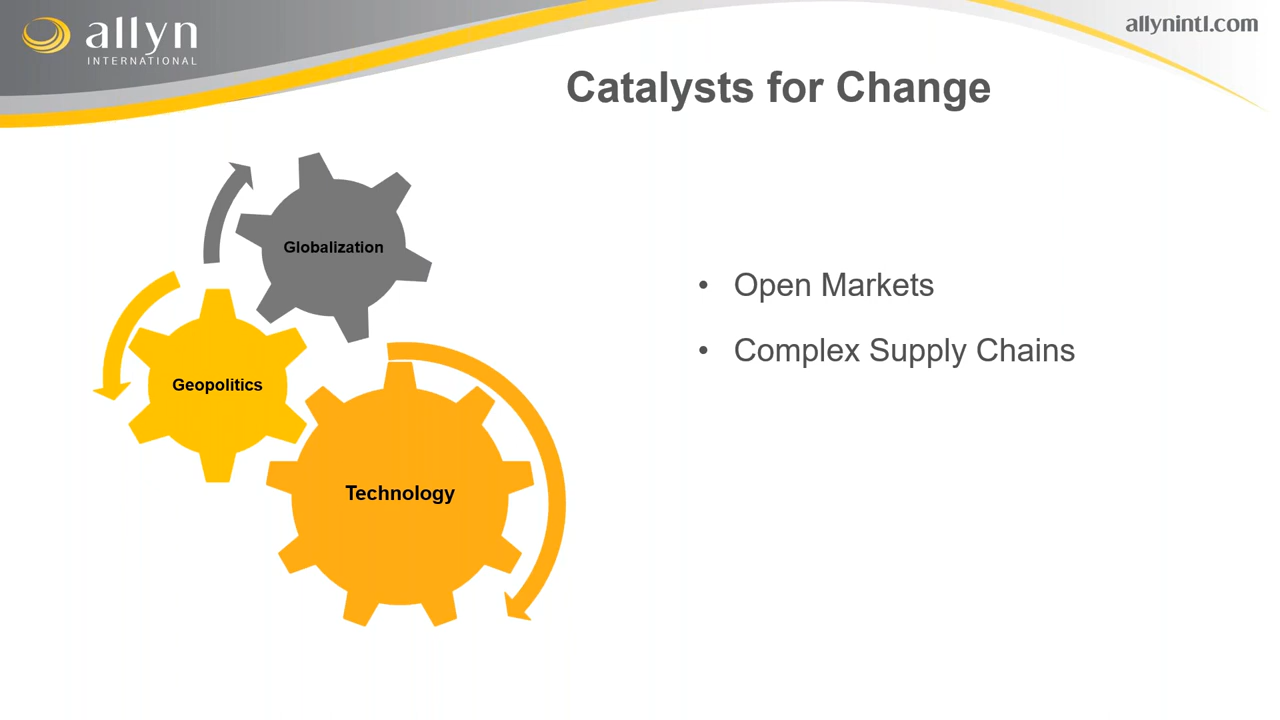 allyn
INTERNATIONAL
allynintl.com
Catalysts for Change
Globalization
Geopolitics
Technology
• Open Markets
• Complex Supply Chains